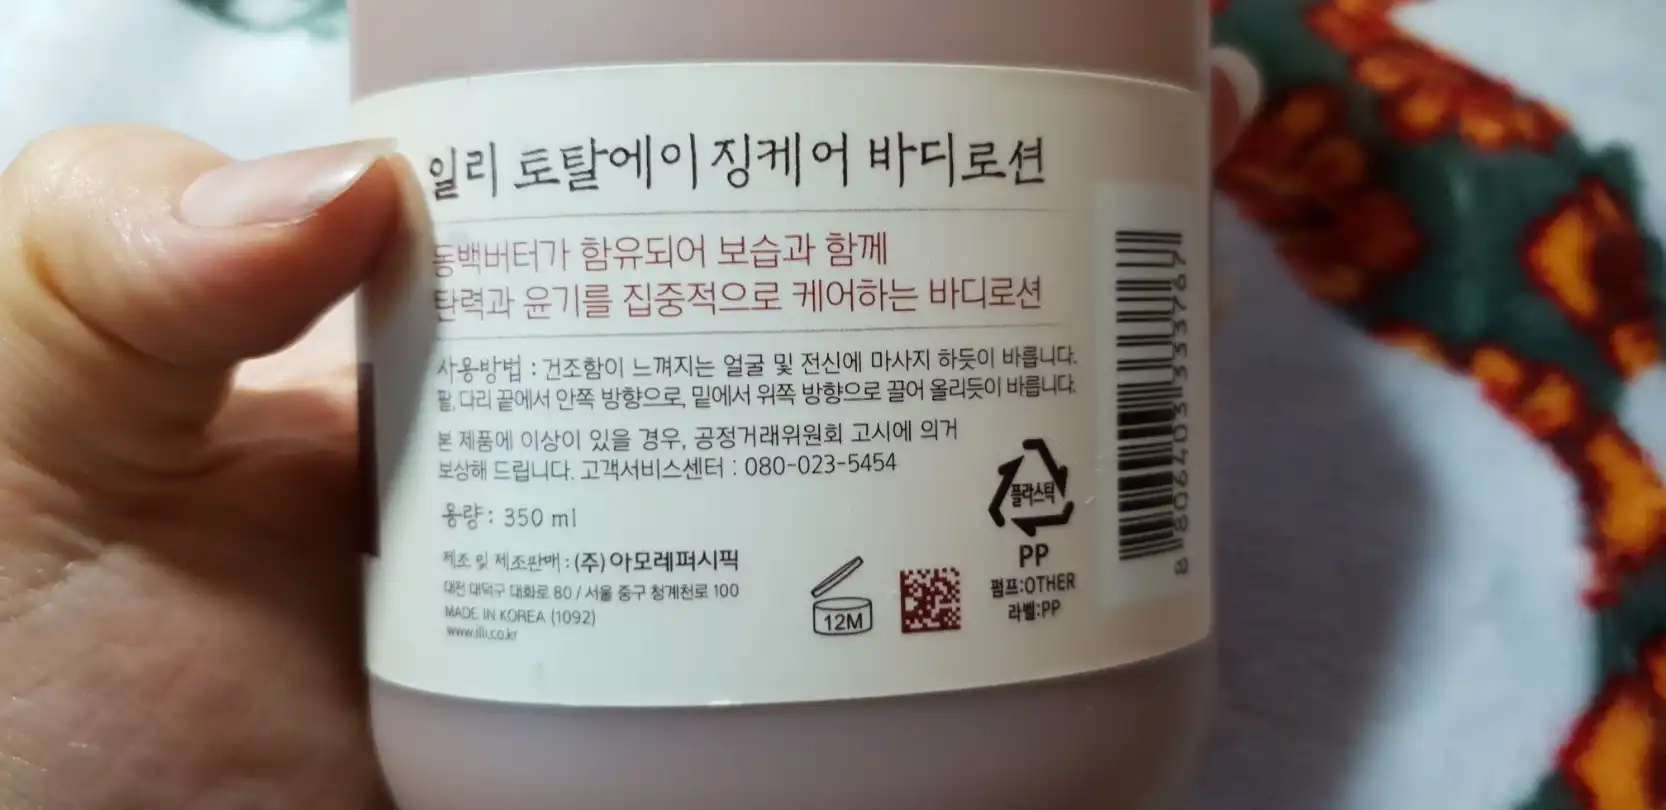 일리 토탈에이징케어 바디로션
동백버터가 함유되어 보습과 함께
탄력과 윤기를 집중적으로 케어하는 바디로션
사용방법 : 건조함이 느껴지는 얼굴 및 전신에 마사지 하듯이 바릅니다.
팔, 다리 끝에서 안쪽 방향으로, 밑에서 위쪽 방향으로 끌어 올리듯이 바릅니다.
본 제품에 이상이 있을 경우, 공정거래위원회 고시에 의거
보상해 드립니다. 고객서비스센터 : 080-023-5454
용량 : 350 ml
제조 및 제조판매 : (주)아모레퍼시픽
대전 대덕구 대화로 80 / 서울 중구 청계천로 100
MADE IN KOREA (1092)
www.illi.co.kr
12M
플라스틱
PP
펌프:OTHER
라벨:PP
8 806403 333767